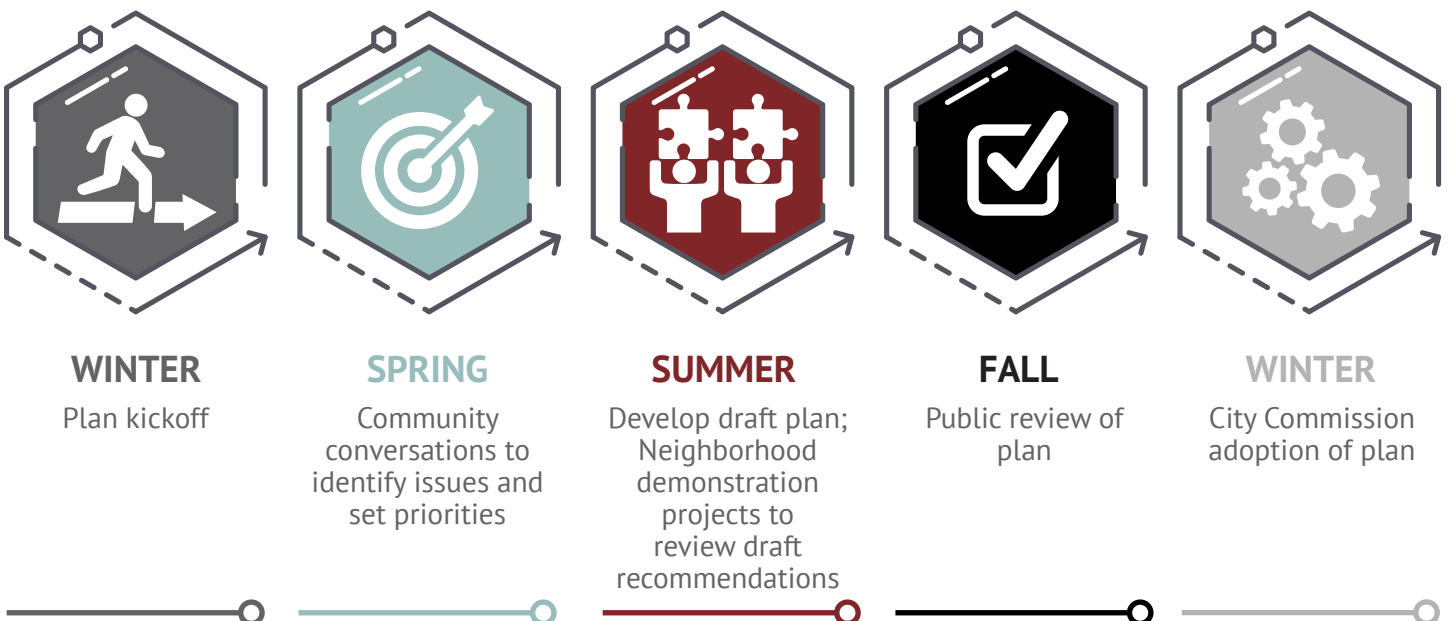 WINTER
Plan kickoff
SPRING
Community
conversations to
identify issues and
set priorities
SUMMER
Develop draft plan;
Neighborhood
demonstration
projects to
review draft
recommendations
FALL
Public review of
plan
WINTER
City Commission
adoption of plan